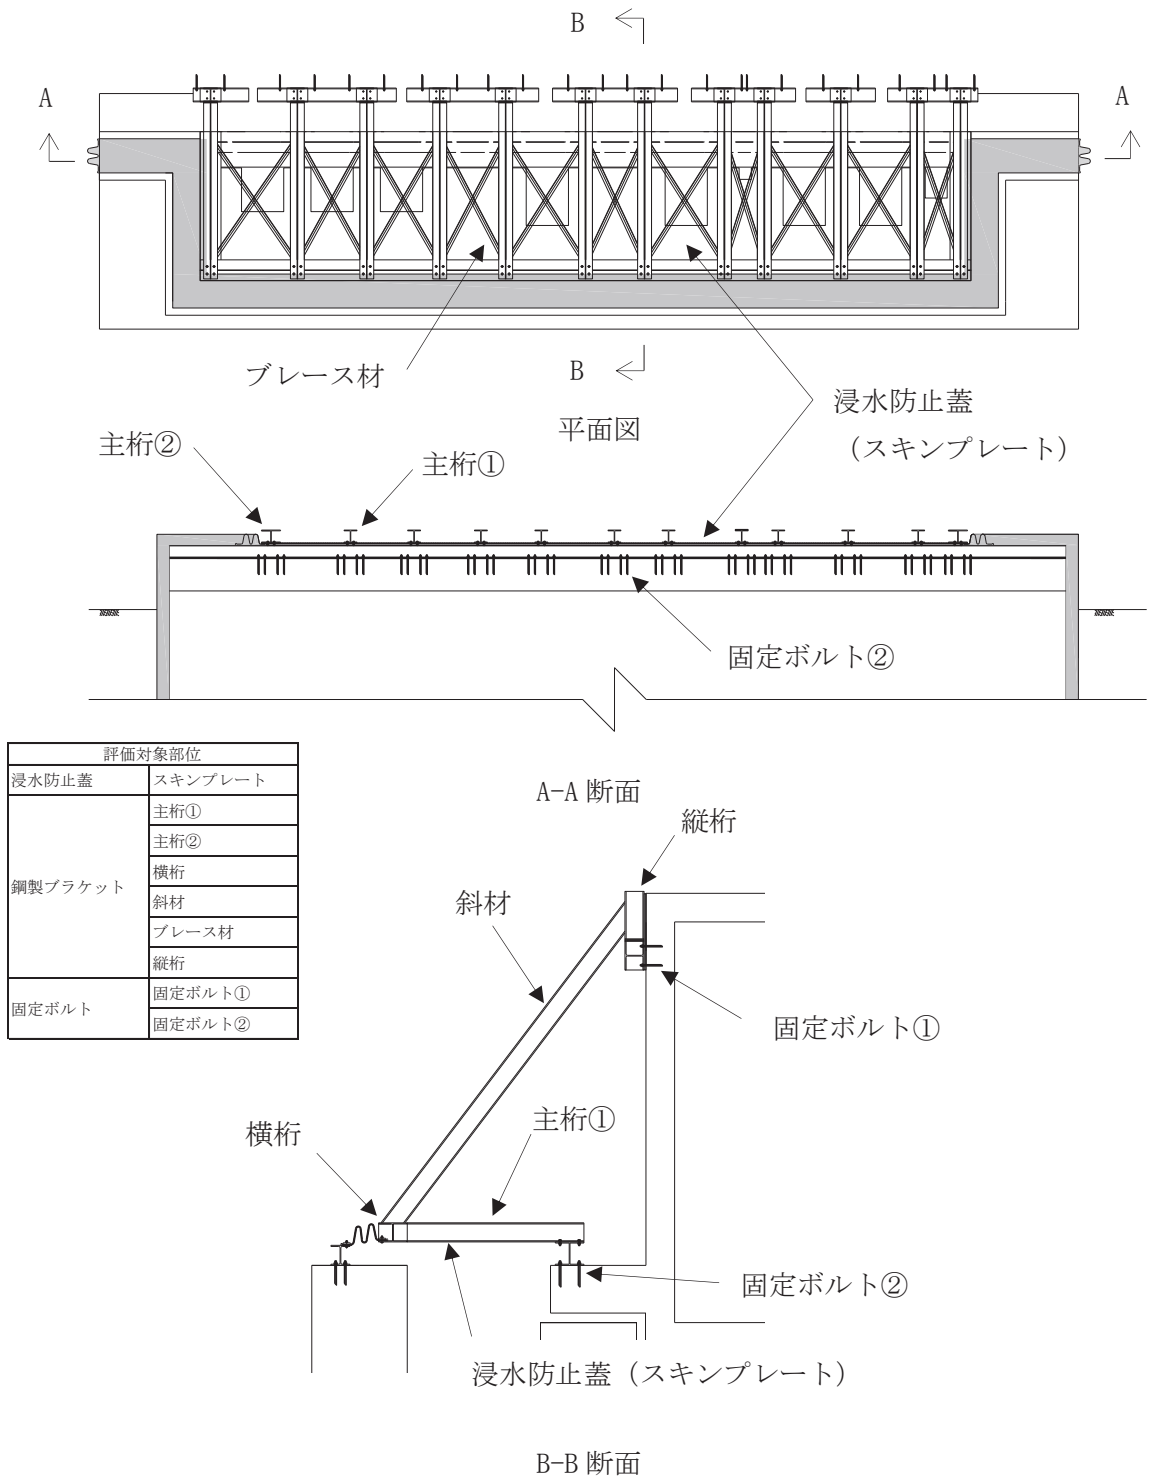 B
A
A
ブレース材
B
平面図
浸水防止蓋
（スキンプレート）
主桁②
主桁①
固定ボルト②
A-A 断面
評価対象部位
浸水防止蓋 スキンプレート
鋼製ブラケット
主桁①
主桁②
横桁
斜材
ブレース材
縦桁
固定ボルト
固定ボルト①
固定ボルト②
縦桁
斜材
固定ボルト①
主桁①
横桁
固定ボルト②
浸水防止蓋（スキンプレート）
B-B 断面